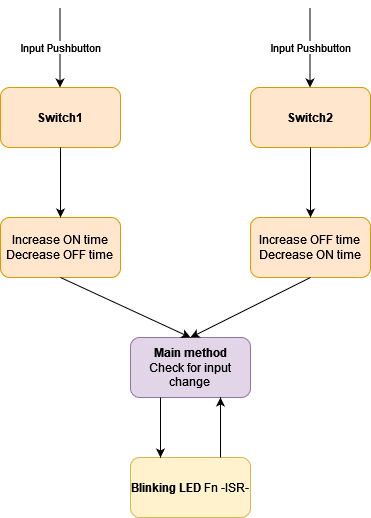 Input Pushbutton
Input Pushbutton
Switch1
Switch2
Increase ON time
Decrease OFF time
Increase OFF time
Decrease ON time
Main method
Check for input
change
Blinking LED Fn -ISR-